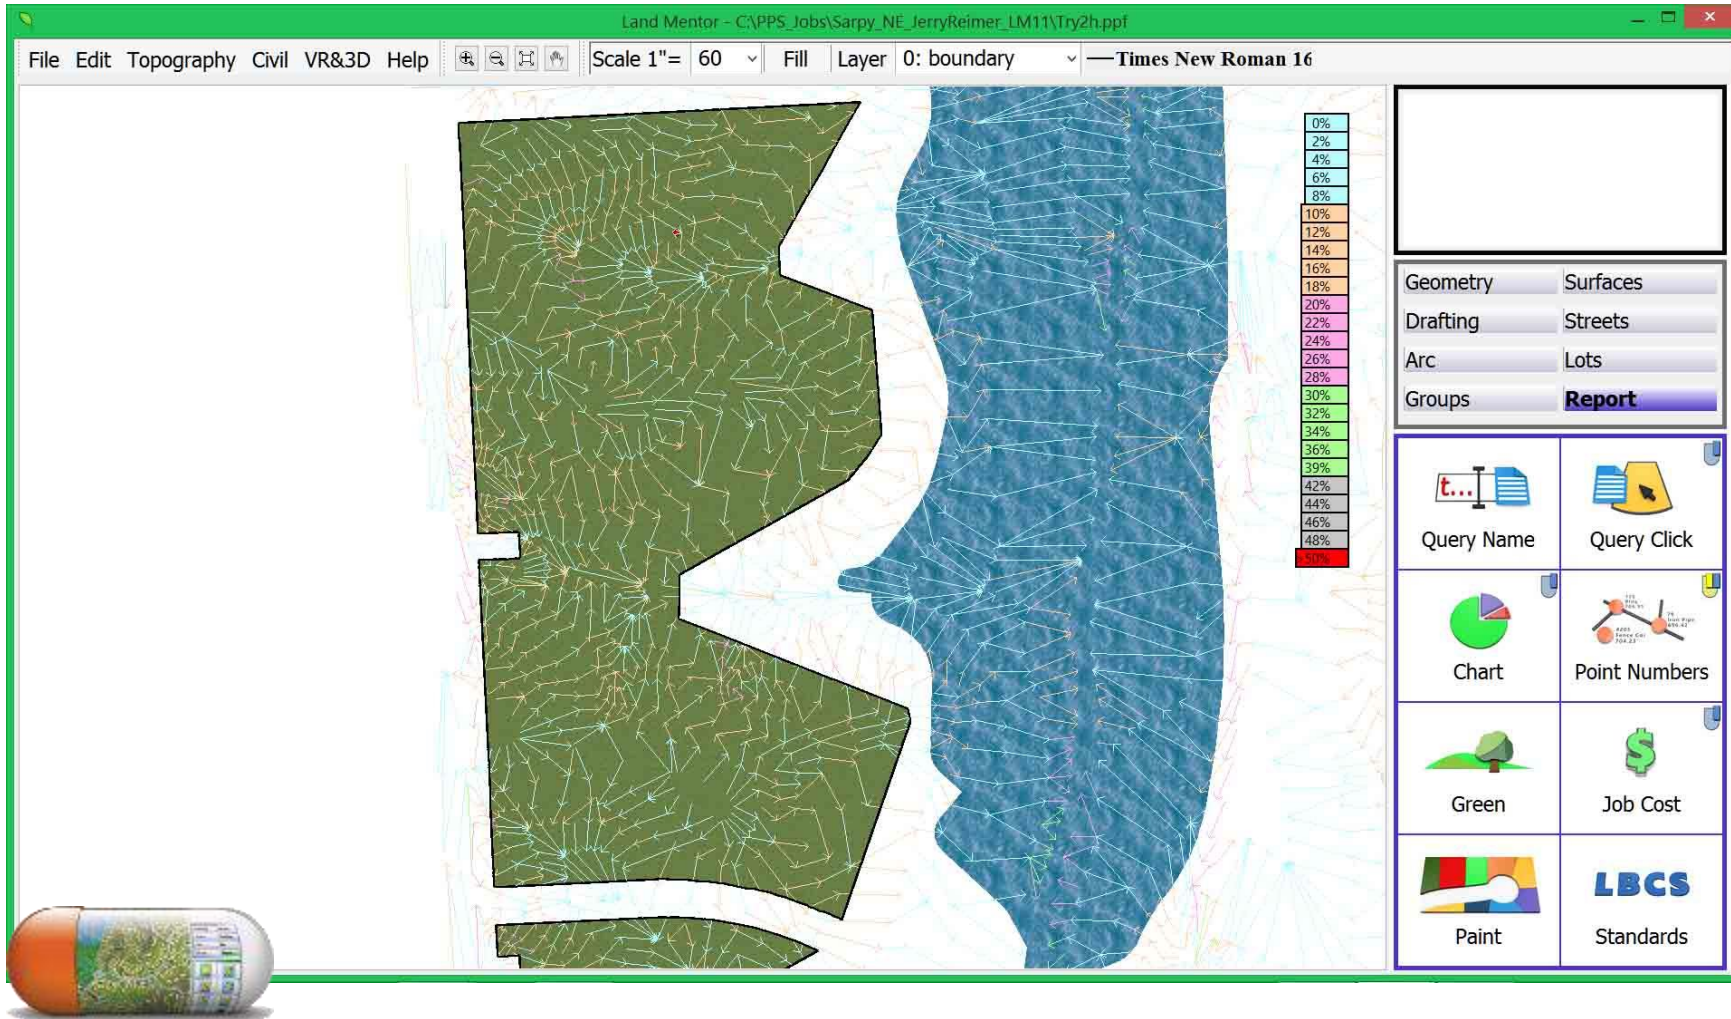 Land Mentor - C:\PPS_Jobs\Sarpy_NE_JerryReimer_LM11\Try2h.ppf
File Edit Topography Civil VR&3D Help Scale 1"= 60 Fill Layer 0: boundary Times New Roman 16
0%
2%
4%
6%
8%
10%
12%
14%
16%
18%
20%
22%
24%
26%
28%
30%
32%
34%
36%
39%
42%
44%
46%
48%
50%
Geometry Surfaces
Drafting Streets
Arc Lots
Groups Report
t...
Query Name Query Click
Chart Point Numbers
Green Job Cost
$
LBCS
Paint Standards